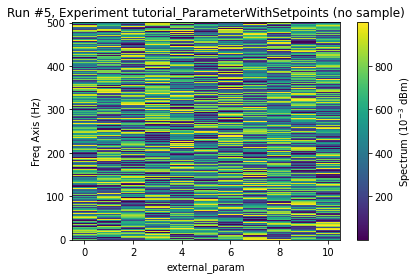 Run #5, Experiment tutorial_ParameterWithSetpoints (no sample)
500
400
300
200
100
0
Freq Axis (Hz)
0 2 4 6 8 10
external_param
800
600
400
200
Spectrum (10⁻³ dBm)